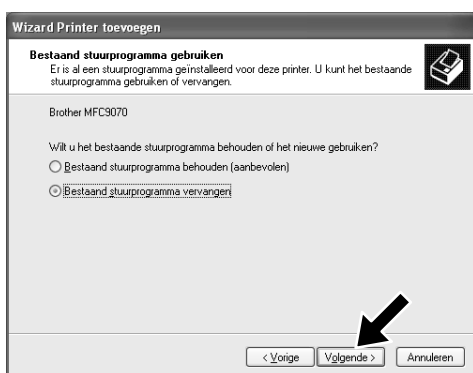 Wizard Printer toevoegen
Bestaand stuurprogramma gebruiken
Er is al een stuurprogramma geïnstalleerd voor deze printer. U kunt het bestaande
stuurprogramma gebruiken of vervangen.
Brother MFC9070
Wilt u het bestaande stuurprogramma behouden of het nieuwe gebruiken?
Bestaand stuurprogramma behouden (aanbevolen)
Bestaand stuurprogramma vervangen
< Vorige Volgende > Annuleren